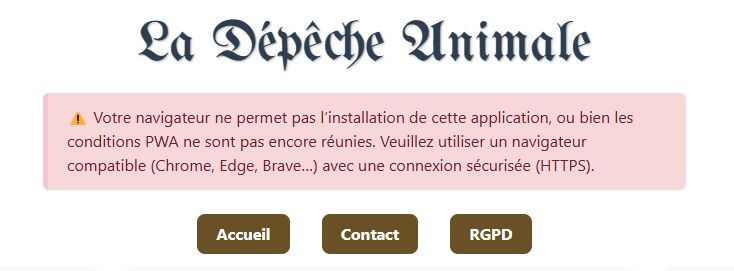 La Dépêche Animale
⚠️ Votre navigateur ne permet pas l’installation de cette application, ou bien les
conditions PWA ne sont pas encore réunies. Veuillez utiliser un navigateur
compatible (Chrome, Edge, Brave...) avec une connexion sécurisée (HTTPS).
Accueil
Contact
RGPD